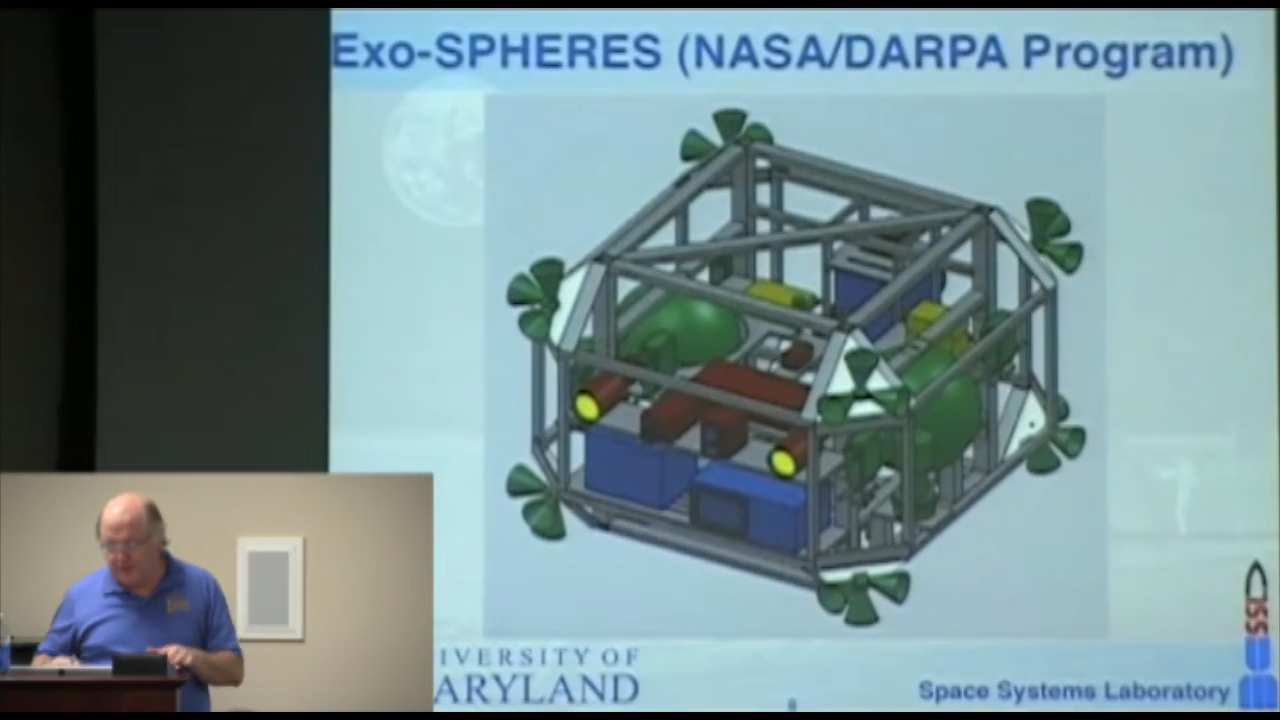 Exo-SPHERES (NASA/DARPA Program)
IVERSITY OF
ARYLAND
Space Systems Laboratory